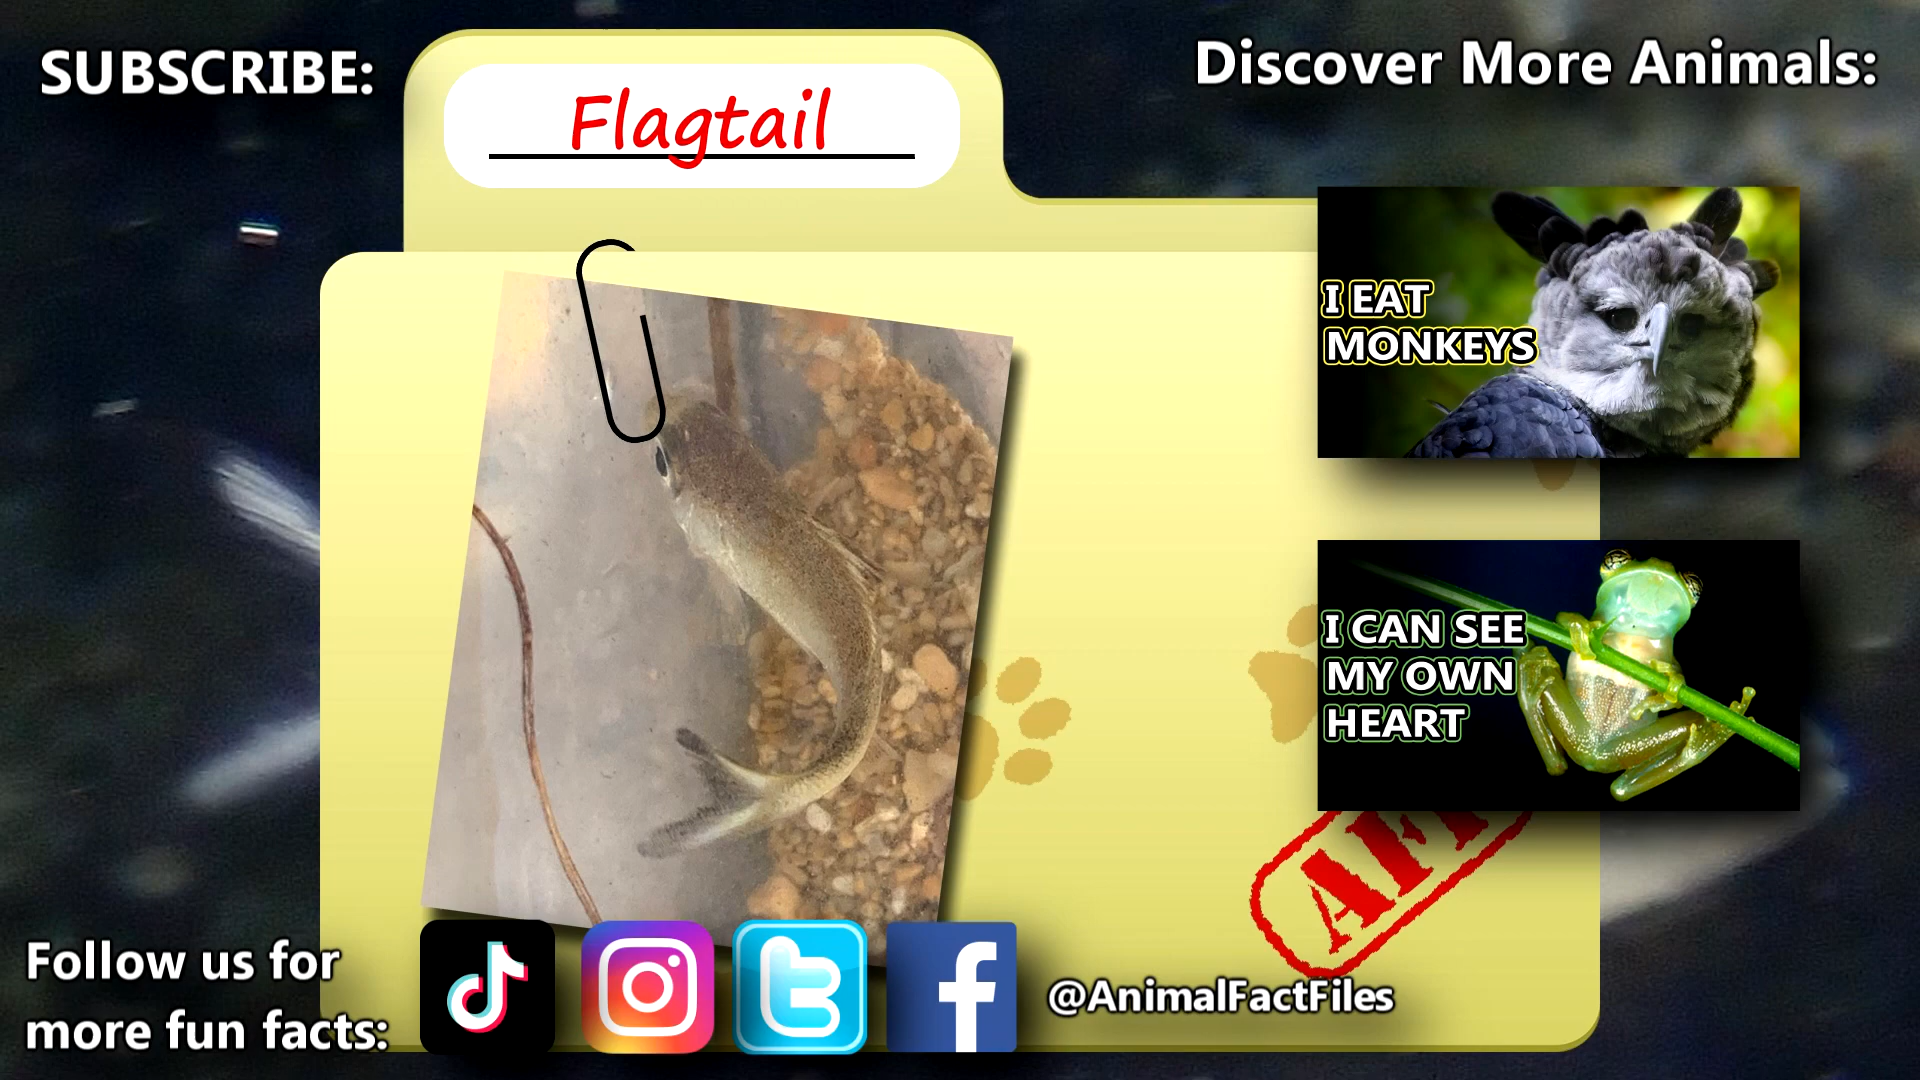 SUBSCRIBE:
Flagtail
Discover More Animals:
I EAT
MONKEYS
I CAN SEE
MY OWN
HEART
Follow us for
more fun facts:
@AnimalFactFiles